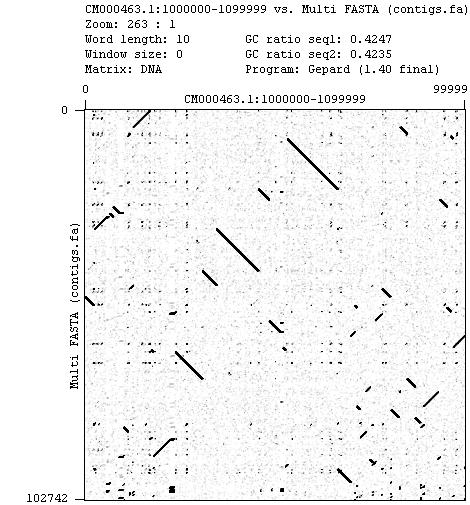 CM000463.1:1000000-1099999 vs. Multi FASTA (contigs.fa)
Zoom: 263 : 1
Word length: 10 GC ratio seq1: 0.4247
Window size: 0 GC ratio seq2: 0.4235
Matrix: DNA Program: Gepard (1.40 final)
0 99999
CM000463.1:1000000-1099999
0
Multi FASTA (contigs.fa)
102742